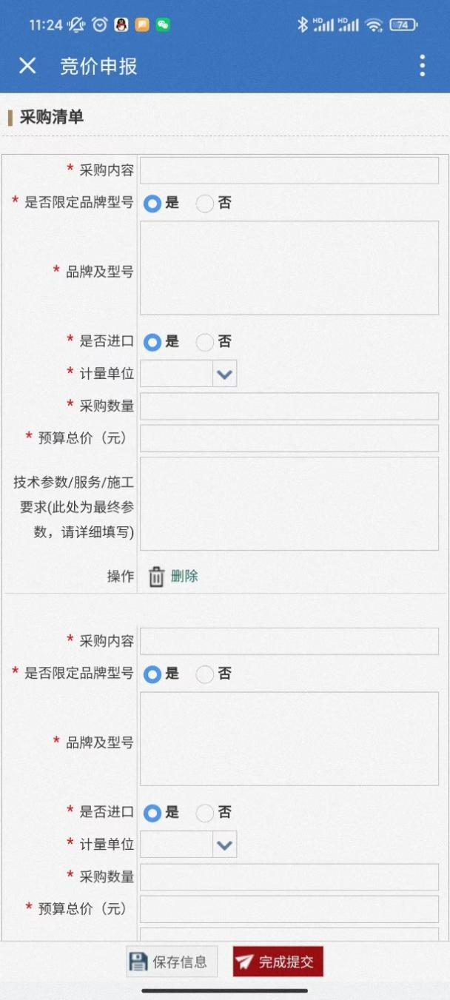 11:24
HD HD 74
竞价申报
采购清单
* 采购内容
* 是否限定品牌型号 是 否
* 品牌及型号
* 是否进口 是 否
* 计量单位
* 采购数量
* 预算总价（元）
技术参数/服务/施工
要求(此处为最终参
数，请详细填写)
操作 删除
* 采购内容
* 是否限定品牌型号 是 否
* 品牌及型号
* 是否进口 是 否
* 计量单位
* 采购数量
* 预算总价（元）
保存信息 完成提交